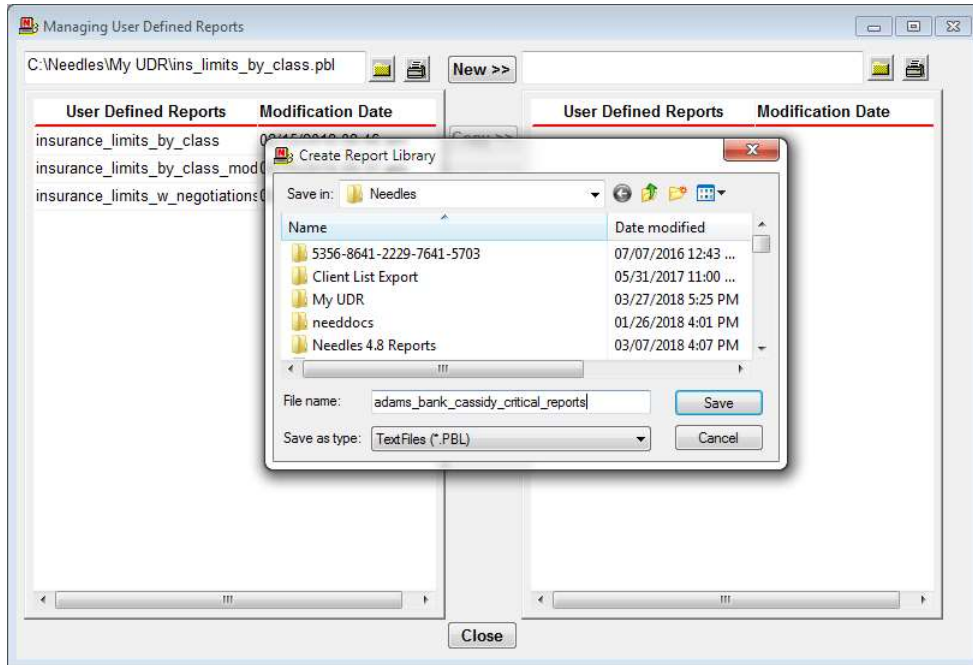 Managing User Defined Reports
C:\Needles\My UDR\ins_limits_by_class.pbl
New >>
User Defined Reports Modification Date
User Defined Reports Modification Date
insurance_limits_by_class
Copy >>
insurance_limits_by_class_mod
insurance_limits_w_negotiations
Create Report Library
Save in: Needles
Name Date modified
5356-8641-2229-7641-5703 07/07/2016 12:43 ...
Client List Export 05/31/2017 11:00 ...
My UDR 03/27/2018 5:25 PM
needdocs 01/26/2018 4:01 PM
Needles 4.8 Reports 03/07/2018 4:07 PM
File name: adams_bank_cassidy_critical_reports
Save
Save as type: TextFiles (*.PBL)
Cancel
Close